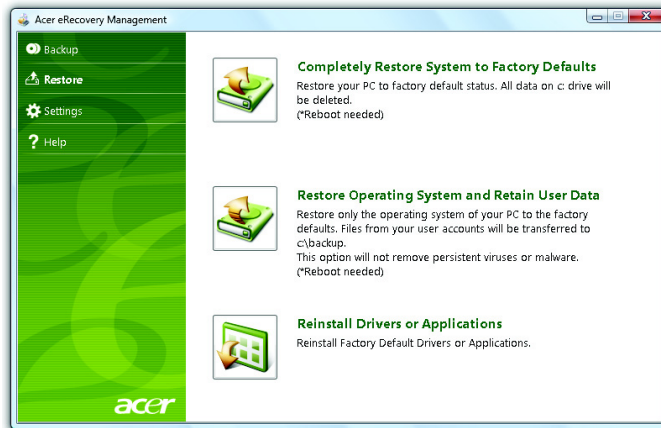 Acer eRecovery Management
Backup
Restore
Settings
? Help
Completely Restore System to Factory Defaults
Restore your PC to factory default status. All data on c: drive will
be deleted.
(*Reboot needed)
Restore Operating System and Retain User Data
Restore only the operating system of your PC to the factory
defaults. Files from your user accounts will be transferred to
c:\backup.
This option will not remove persistent viruses or malware.
(*Reboot needed)
Reinstall Drivers or Applications
Reinstall Factory Default Drivers or Applications.
acer